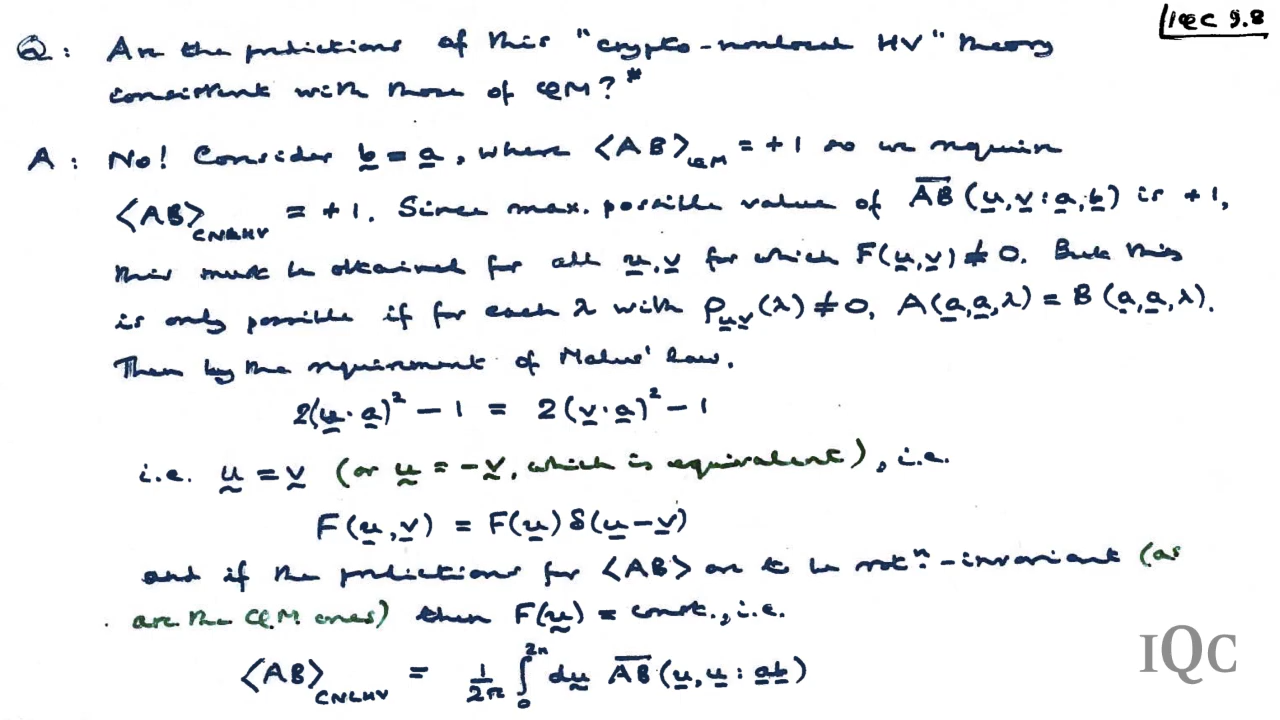 IQC 5.8
Q: Are the predictions of this "crypto-nonlocal HV" theory
consistent with those of QM?*
A: No! Consider b = a, where ⟨AB⟩QM = +1 so we require
⟨AB⟩CNLHV = +1. Since max. possible value of A̅B̅ (u,v : a,b) is +1,
this must be obtained for all u,v for which F(u,v) ≠ 0. But this
is only possible if for each λ with ρuv(λ) ≠ 0, A(a,a,λ) = B(a,a,λ).
Then by the requirement of Malus' law,
2(u·a)² − 1 = 2(v·a)² − 1
i.e. u = v (or u = −v, which is equivalent), i.e.
F(u,v) = F(u) δ(u−v)
and if the predictions for ⟨AB⟩ are to be rotⁿ.-invariant (as
are the QM ones) then F(u) = const., i.e.
⟨AB⟩CNLHV = 1/2π ∫₀^2π du A̅B̅ (u,u : ab)
IQC